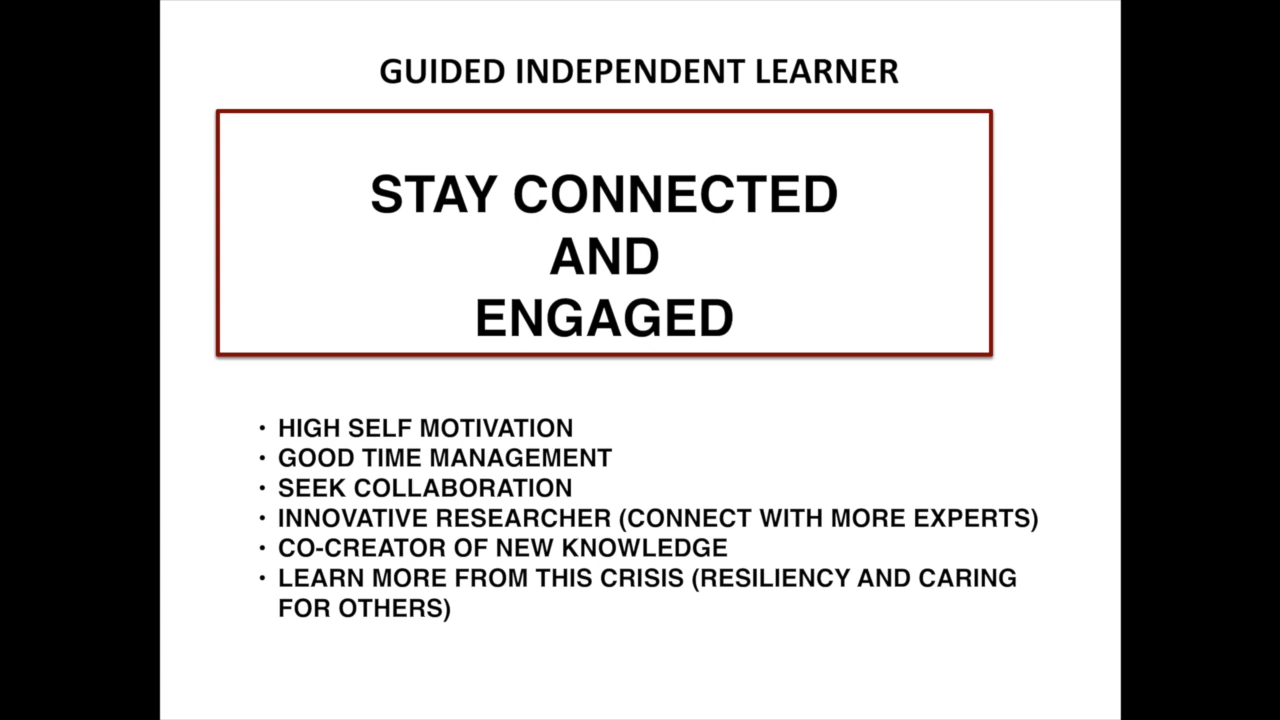 GUIDED INDEPENDENT LEARNER
STAY CONNECTED
AND
ENGAGED
• HIGH SELF MOTIVATION
• GOOD TIME MANAGEMENT
• SEEK COLLABORATION
• INNOVATIVE RESEARCHER (CONNECT WITH MORE EXPERTS)
• CO-CREATOR OF NEW KNOWLEDGE
• LEARN MORE FROM THIS CRISIS (RESILIENCY AND CARING
FOR OTHERS)